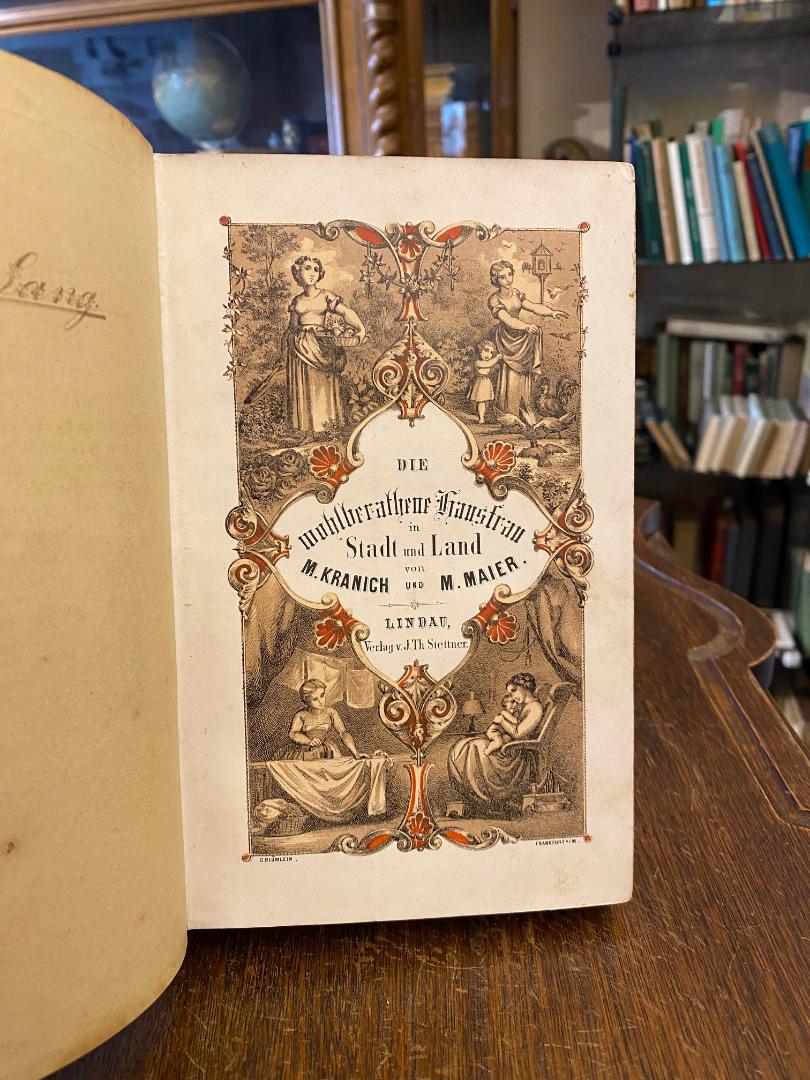 Lang.
DIE
wohlberathene Hausfrau
in
Stadt und Land
von
M. KRANICH UND M. MAIER.
LINDAU,
Verlag v. J. Th Stettner.
C. BLÜMLEIN.
FRANKFURT a/M.